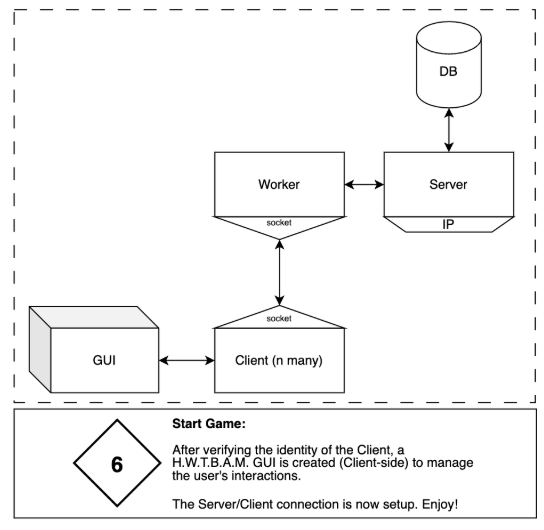 DB
Worker
Server
socket
IP
socket
GUI
Client (n many)
6
Start Game:
After verifying the identity of the Client, a
H.W.T.B.A.M. GUI is created (Client-side) to manage
the user's interactions.
The Server/Client connection is now setup. Enjoy!